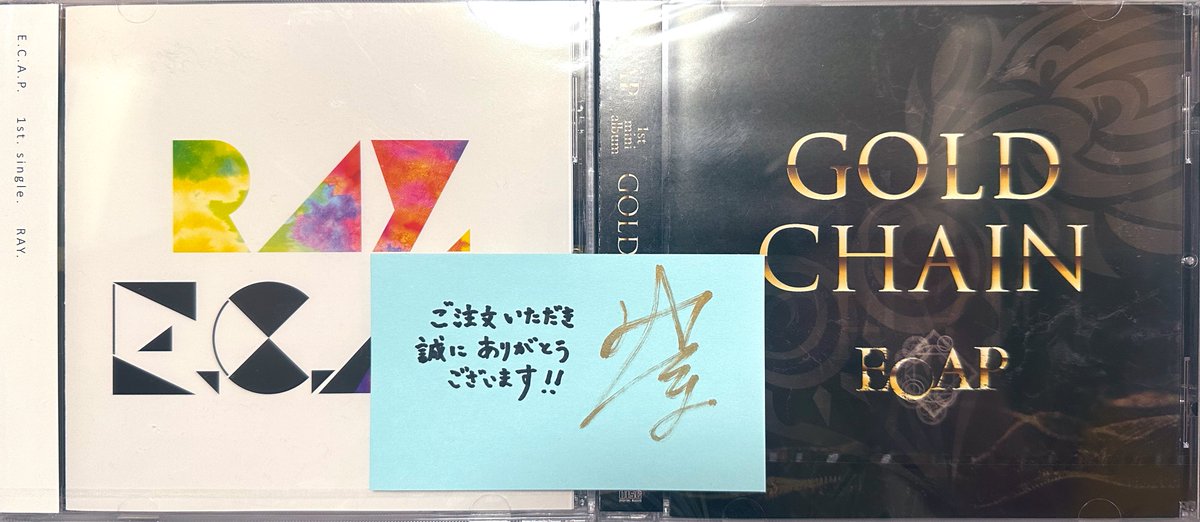 E.C.A.P. 1st. single. RAY.
RAY.
E.C.A
1st mini album GOLD
GOLD
CHAIN
ECAP
ご注文いただき
誠に ありがとう
ございます!!